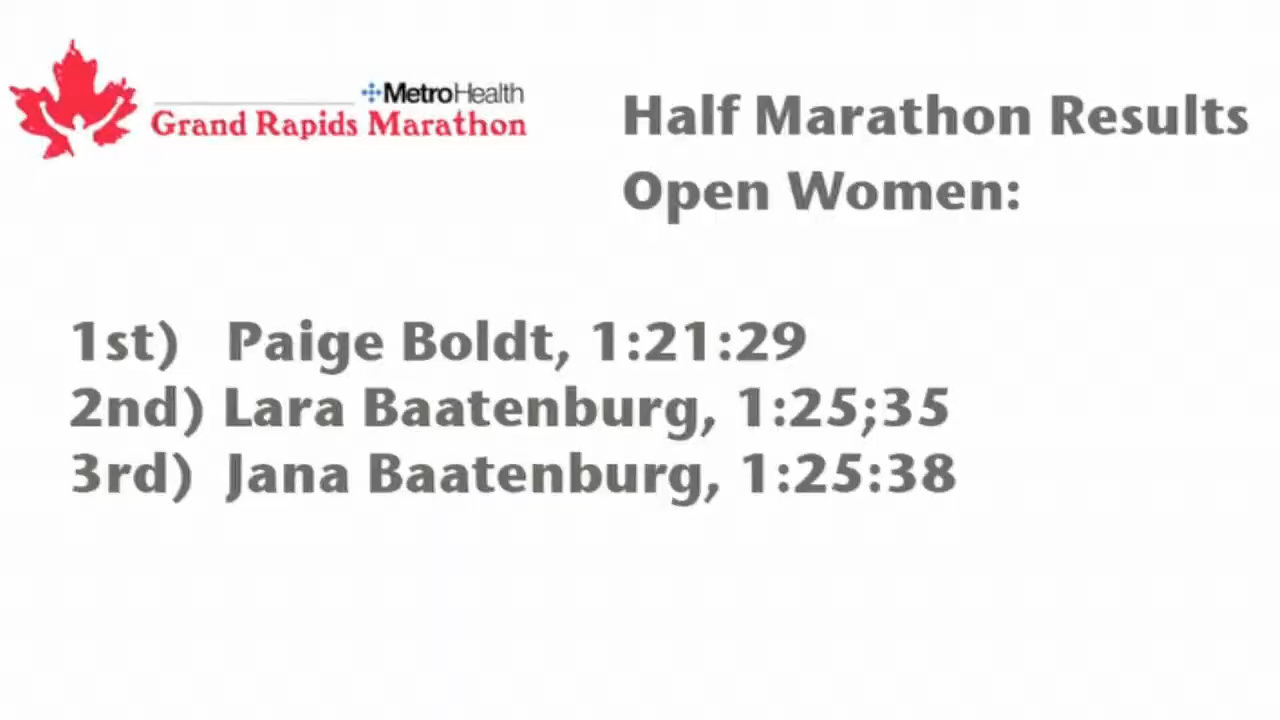 MetroHealth
Grand Rapids Marathon
Half Marathon Results
Open Women:
1st) Paige Boldt, 1:21:29
2nd) Lara Baatenburg, 1:25;35
3rd) Jana Baatenburg, 1:25:38